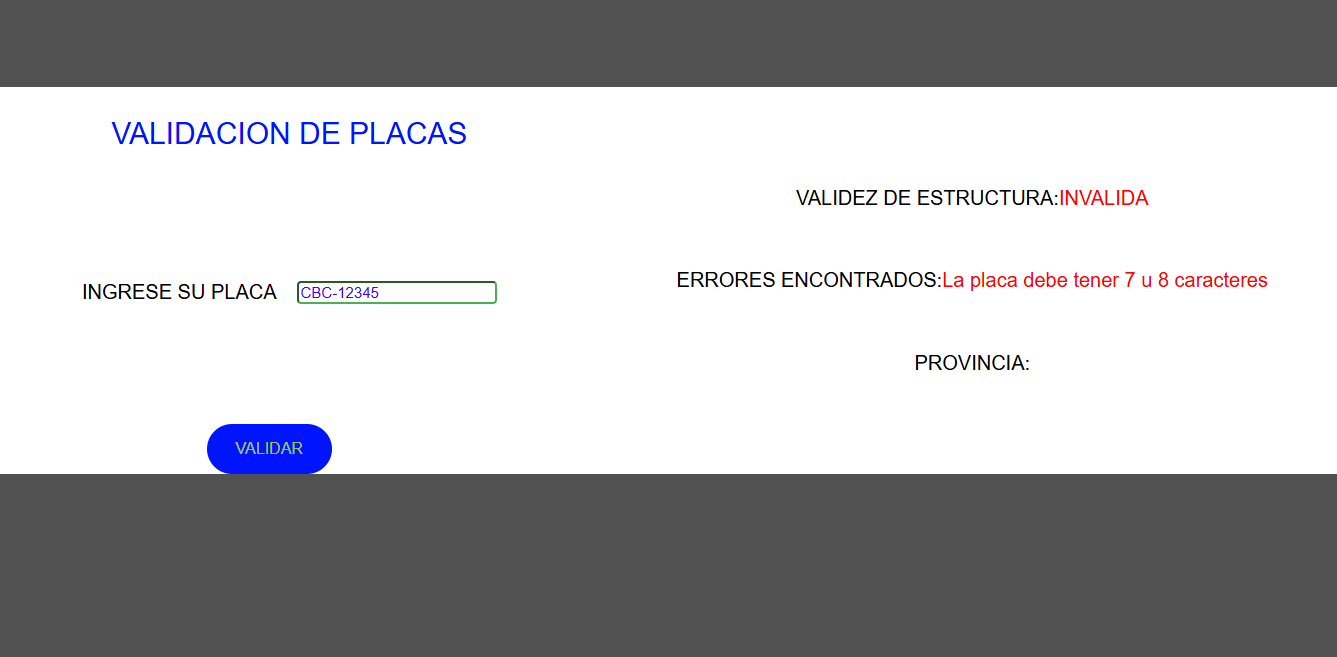 VALIDACION DE PLACAS
INGRESE SU PLACA
CBC-12345
VALIDAR
VALIDEZ DE ESTRUCTURA:INVALIDA
ERRORES ENCONTRADOS:La placa debe tener 7 u 8 caracteres
PROVINCIA: